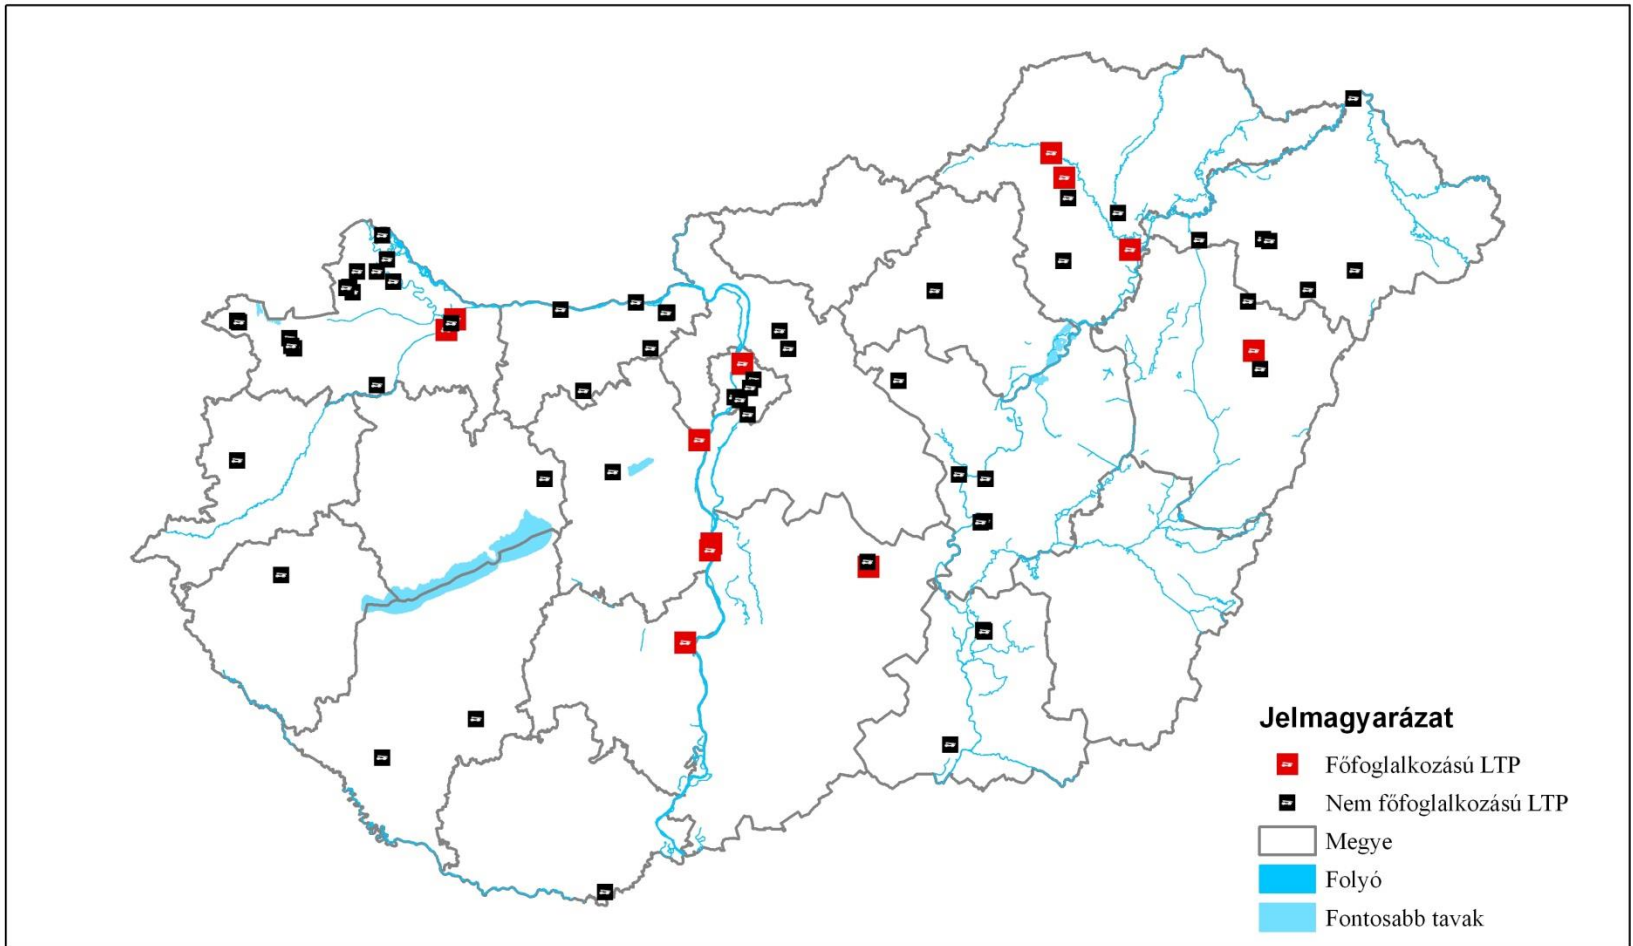 Jelmagyarázat
Főfoglalkozású LTP
Nem főfoglalkozású LTP
Megye
Folyó
Fontosabb tavak